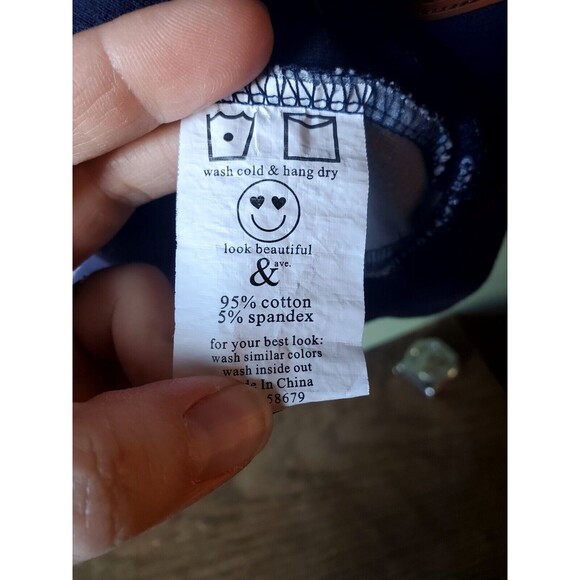 wash cold & hang dry
look beautiful
& ave.
95% cotton
5% spandex
for your best look:
wash similar colors
wash inside out
In China
58679